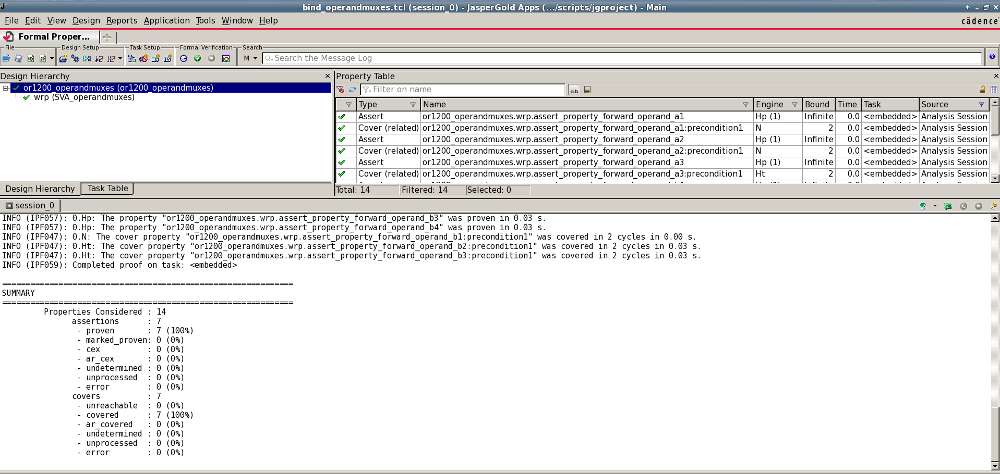 bind_operandmuxes.tcl (session_0) - JasperGold Apps (.../scripts/jgproject) - Main
File Edit View Design Reports Application Tools Window Help
cādence
Formal Proper...
File Design Setup Task Setup Formal Verification Search
M Search the Message Log
Design Hierarchy
or1200_operandmuxes (or1200_operandmuxes)
wrp (SVA_operandmuxes)
Design Hierarchy Task Table
Property Table
Filter on name
a.b
Type Name Engine Bound Time Task Source
Assert or1200_operandmuxes.wrp.assert_property_forward_operand_a1 Hp (1) Infinite 0.0 <embedded> Analysis Session
Cover (related) or1200_operandmuxes.wrp.assert_property_forward_operand_a1:precondition1 N 2 0.0 <embedded> Analysis Session
Assert or1200_operandmuxes.wrp.assert_property_forward_operand_a2 Hp (1) Infinite 0.0 <embedded> Analysis Session
Cover (related) or1200_operandmuxes.wrp.assert_property_forward_operand_a2:precondition1 N 2 0.0 <embedded> Analysis Session
Assert or1200_operandmuxes.wrp.assert_property_forward_operand_a3 Hp (1) Infinite 0.0 <embedded> Analysis Session
Cover (related) or1200_operandmuxes.wrp.assert_property_forward_operand_a3:precondition1 Ht 2 0.0 <embedded> Analysis Session
Total: 14 Filtered: 14 Selected: 0
session_0
INFO (IPF057): 0.Hp: The property "or1200_operandmuxes.wrp.assert_property_forward_operand_b3" was proven in 0.03 s.
INFO (IPF057): 0.Hp: The property "or1200_operandmuxes.wrp.assert_property_forward_operand_b4" was proven in 0.03 s.
INFO (IPF047): 0.N: The cover property "or1200_operandmuxes.wrp.assert_property_forward_operand_b1:precondition1" was covered in 2 cycles in 0.00 s.
INFO (IPF047): 0.Ht: The cover property "or1200_operandmuxes.wrp.assert_property_forward_operand_b2:precondition1" was covered in 2 cycles in 0.03 s.
INFO (IPF047): 0.Ht: The cover property "or1200_operandmuxes.wrp.assert_property_forward_operand_b3:precondition1" was covered in 2 cycles in 0.03 s.
INFO (IPF059): Completed proof on task: <embedded>
==============================================================
SUMMARY
==============================================================
Properties Considered : 14
assertions : 7
- proven : 7 (100%)
- marked_proven: 0 (0%)
- cex : 0 (0%)
- ar_cex : 0 (0%)
- undetermined : 0 (0%)
- unprocessed : 0 (0%)
- error : 0 (0%)
covers : 7
- unreachable : 0 (0%)
- covered : 7 (100%)
- ar_covered : 0 (0%)
- undetermined : 0 (0%)
- unprocessed : 0 (0%)
- error : 0 (0%)